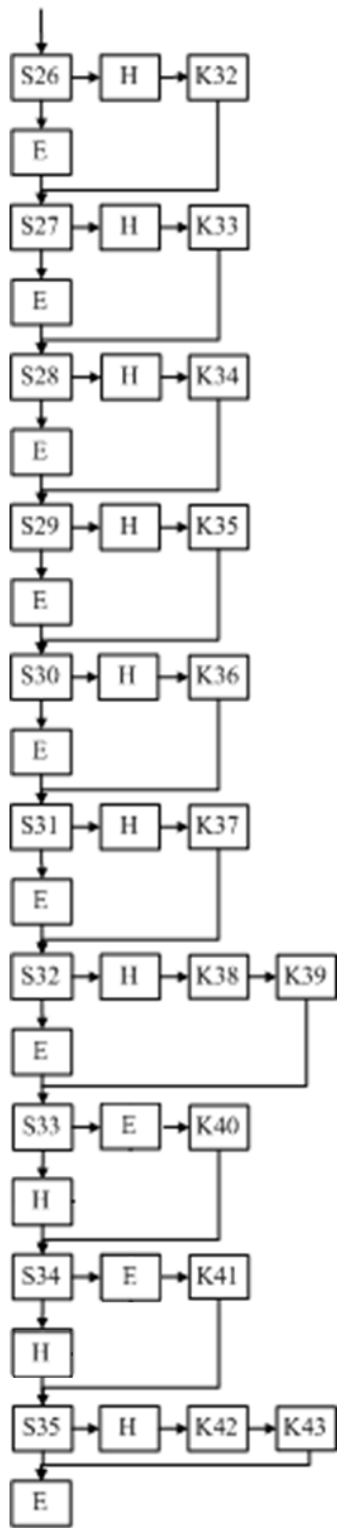 S26 H K32
E
S27 H K33
E
S28 H K34
E
S29 H K35
E
S30 H K36
E
S31 H K37
E
S32 H K38 K39
E
S33 E K40
H
S34 E K41
H
S35 H K42 K43
E